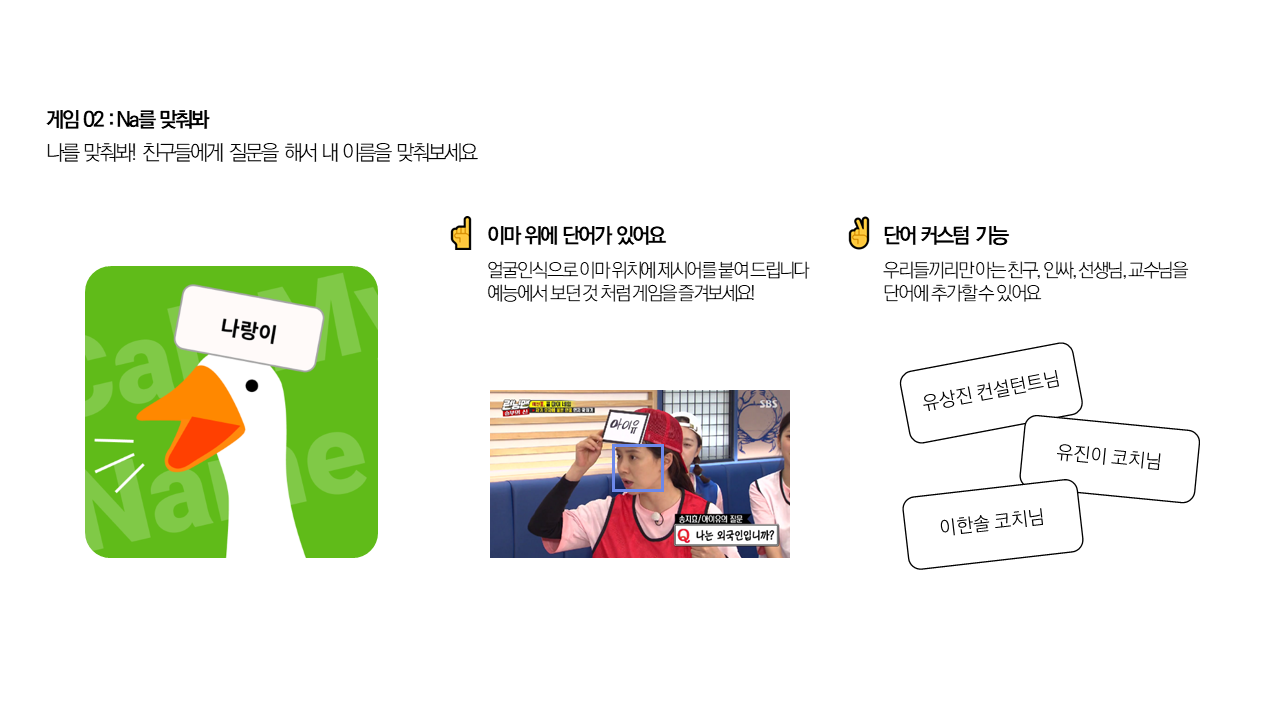 게임 02 : Na를 맞춰봐
나를 맞춰봐! 친구들에게 질문을 해서 내 이름을 맞춰보세요
Call My
Name
나랑이
이마 위에 단어가 있어요
얼굴인식으로 이마 위치에 제시어를 붙여 드립니다
예능에서 보던 것 처럼 게임을 즐겨보세요!
런닝맨
SBS
아이유
송지효/아이유의 질문
Q 나는 외국인입니까?
단어 커스텀 기능
우리들끼리만 아는 친구, 인싸, 선생님, 교수님을
단어에 추가할 수 있어요
유상진 컨설턴트님
유진이 코치님
이한솔 코치님